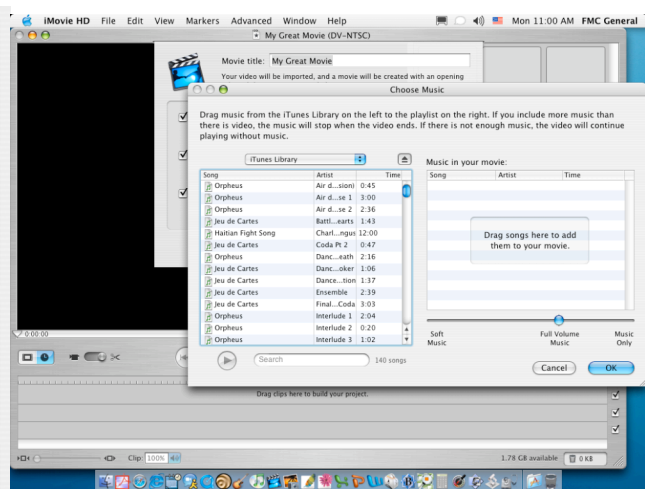 iMovie HD File Edit View Markers Advanced Window Help Mon 11:00 AM FMC General
My Great Movie (DV-NTSC)
Movie title: My Great Movie
Your video will be imported, and a movie will be created with an opening
Choose Music
Drag music from the iTunes Library on the left to the playlist on the right. If you include more music than
there is video, the music will stop when the video ends. If there is not enough music, the video will continue
playing without music.
iTunes Library
Music in your movie:
Song Artist Time
Song Artist Time
Orpheus Air d...sion) 0:45
Orpheus Air d...se 1 3:00
Orpheus Air d...se 2 2:36
Jeu de Cartes Battl...earts 1:43
Haitian Fight Song Charl...ngus 12:00
Jeu de Cartes Coda Pt 2 0:47
Orpheus Danc...eath 2:16
Jeu de Cartes Danc...oker 1:06
Jeu de Cartes Dance...tion 1:37
Jeu de Cartes Ensemble 2:39
Jeu de Cartes Final...Coda 3:03
Orpheus Interlude 1 2:04
Orpheus Interlude 2 0:20
Orpheus Interlude 3 1:02
Drag songs here to add
them to your movie.
Soft
Music
Full Volume
Music
Music
Only
Search
140 songs
Cancel
OK
0:00:00
Drag clips here to build your project.
Clip: 100%
1.78 GB available
0 KB